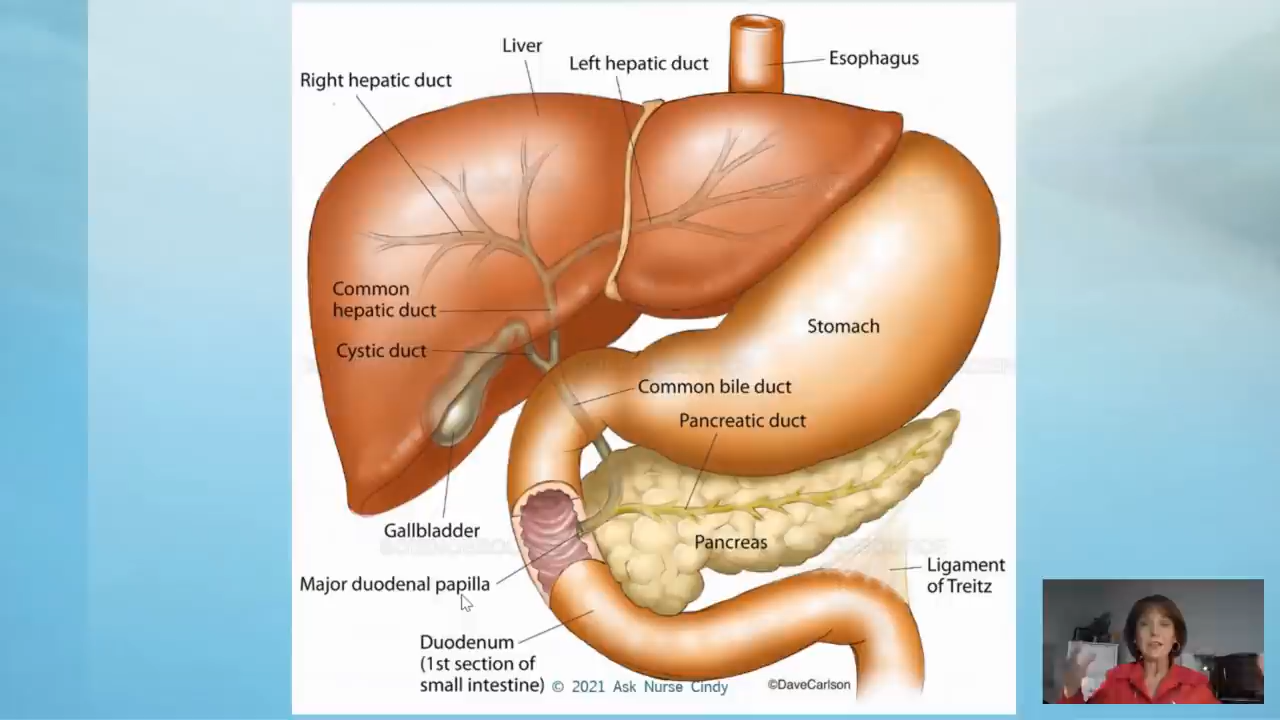 Liver
Left hepatic duct
Esophagus
Right hepatic duct
Common
hepatic duct
Stomach
Cystic duct
Common bile duct
Pancreatic duct
Gallbladder
Pancreas
Ligament
of Treitz
Major duodenal papilla
Duodenum
(1st section of
small intestine)
© 2021 Ask Nurse Cindy
©DaveCarlson